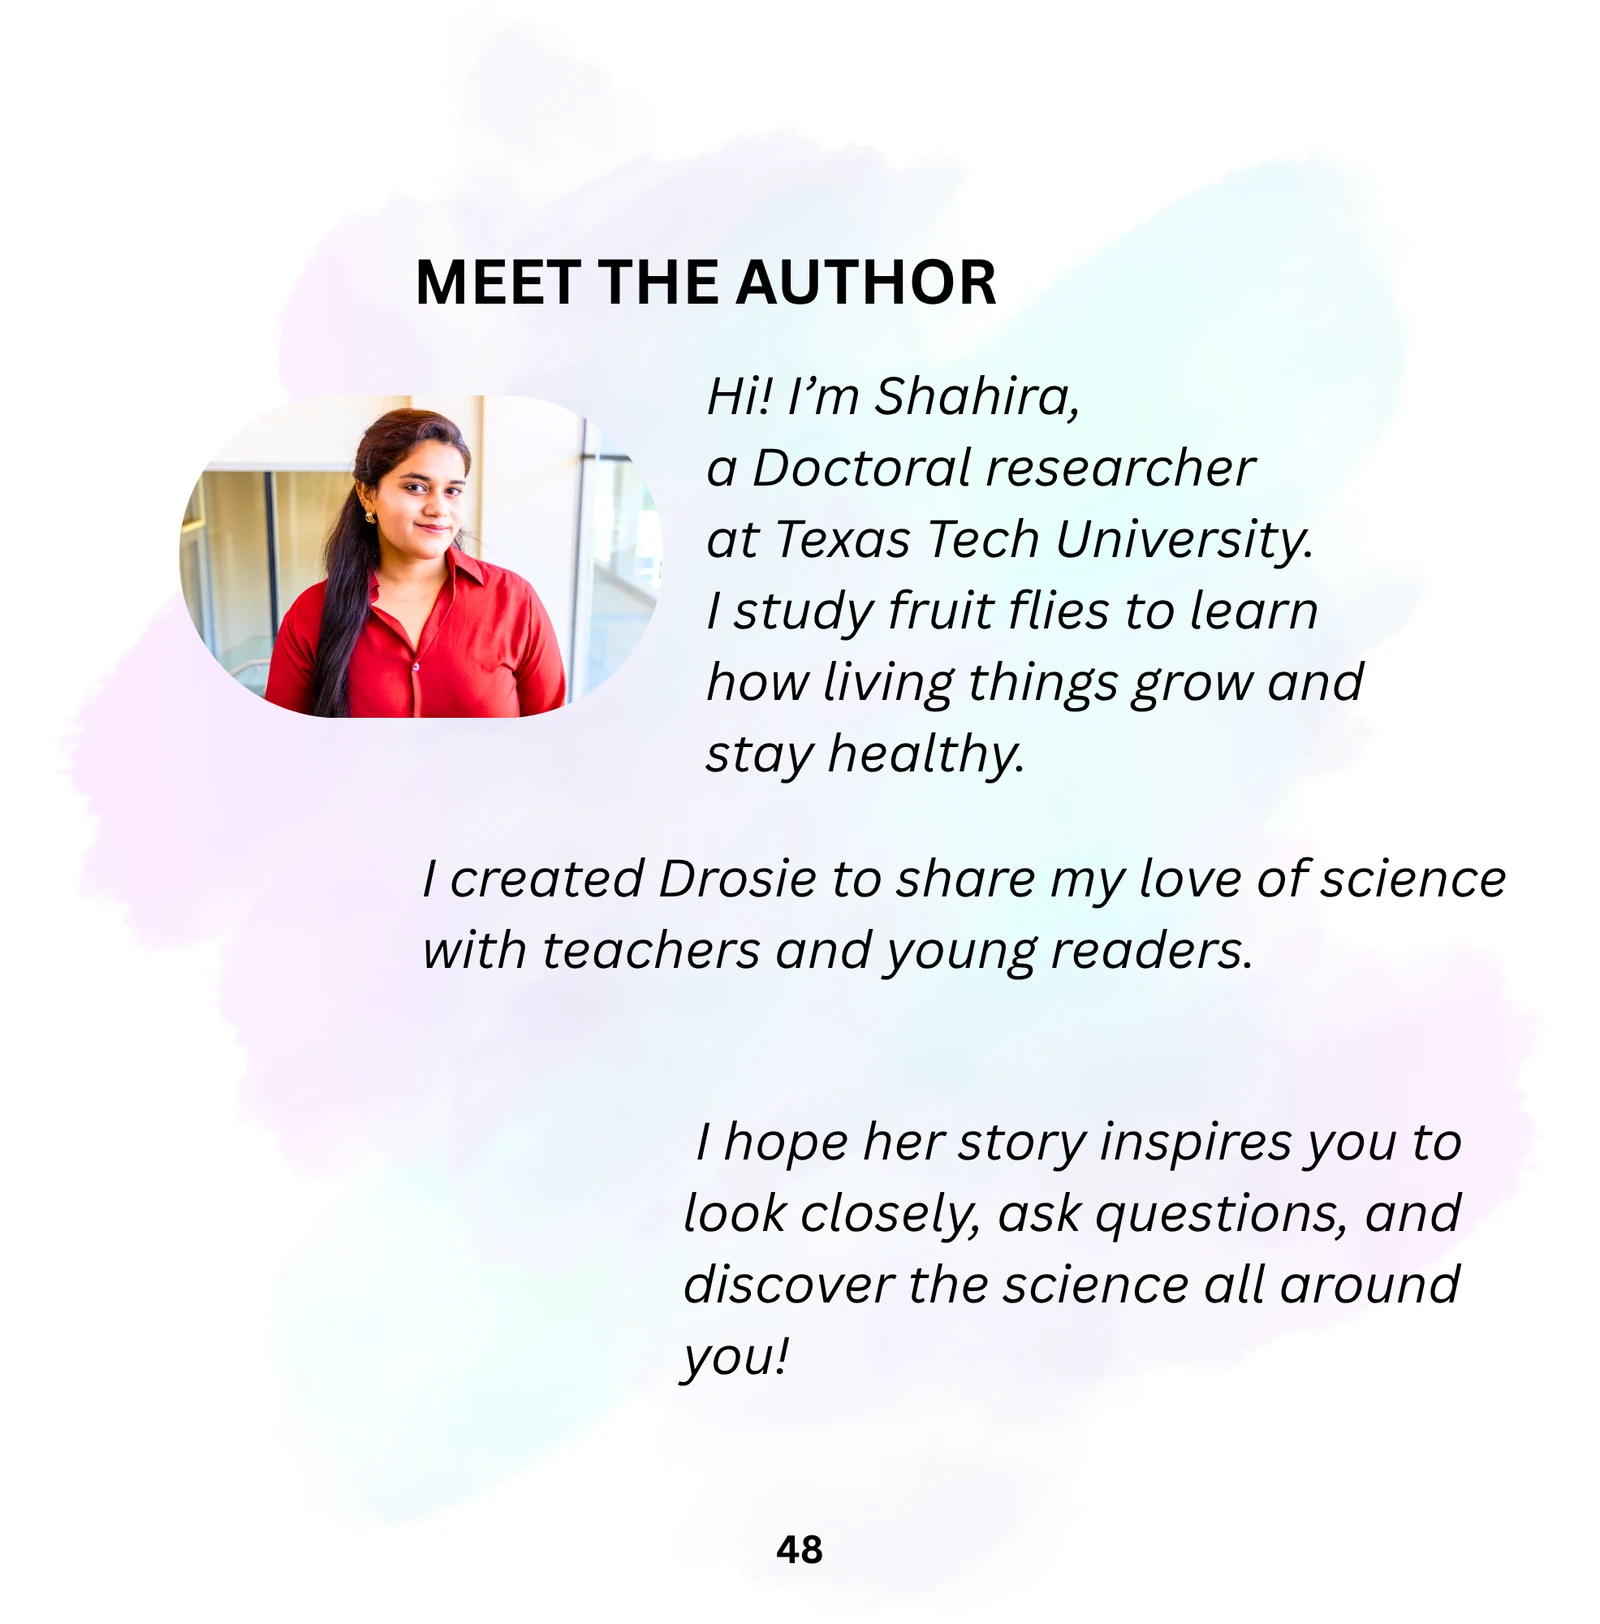 MEET THE AUTHOR
Hi! I’m Shahira,
a Doctoral researcher
at Texas Tech University.
I study fruit flies to learn
how living things grow and
stay healthy.
I created Drosie to share my love of science
with teachers and young readers.
I hope her story inspires you to
look closely, ask questions, and
discover the science all around
you!
48